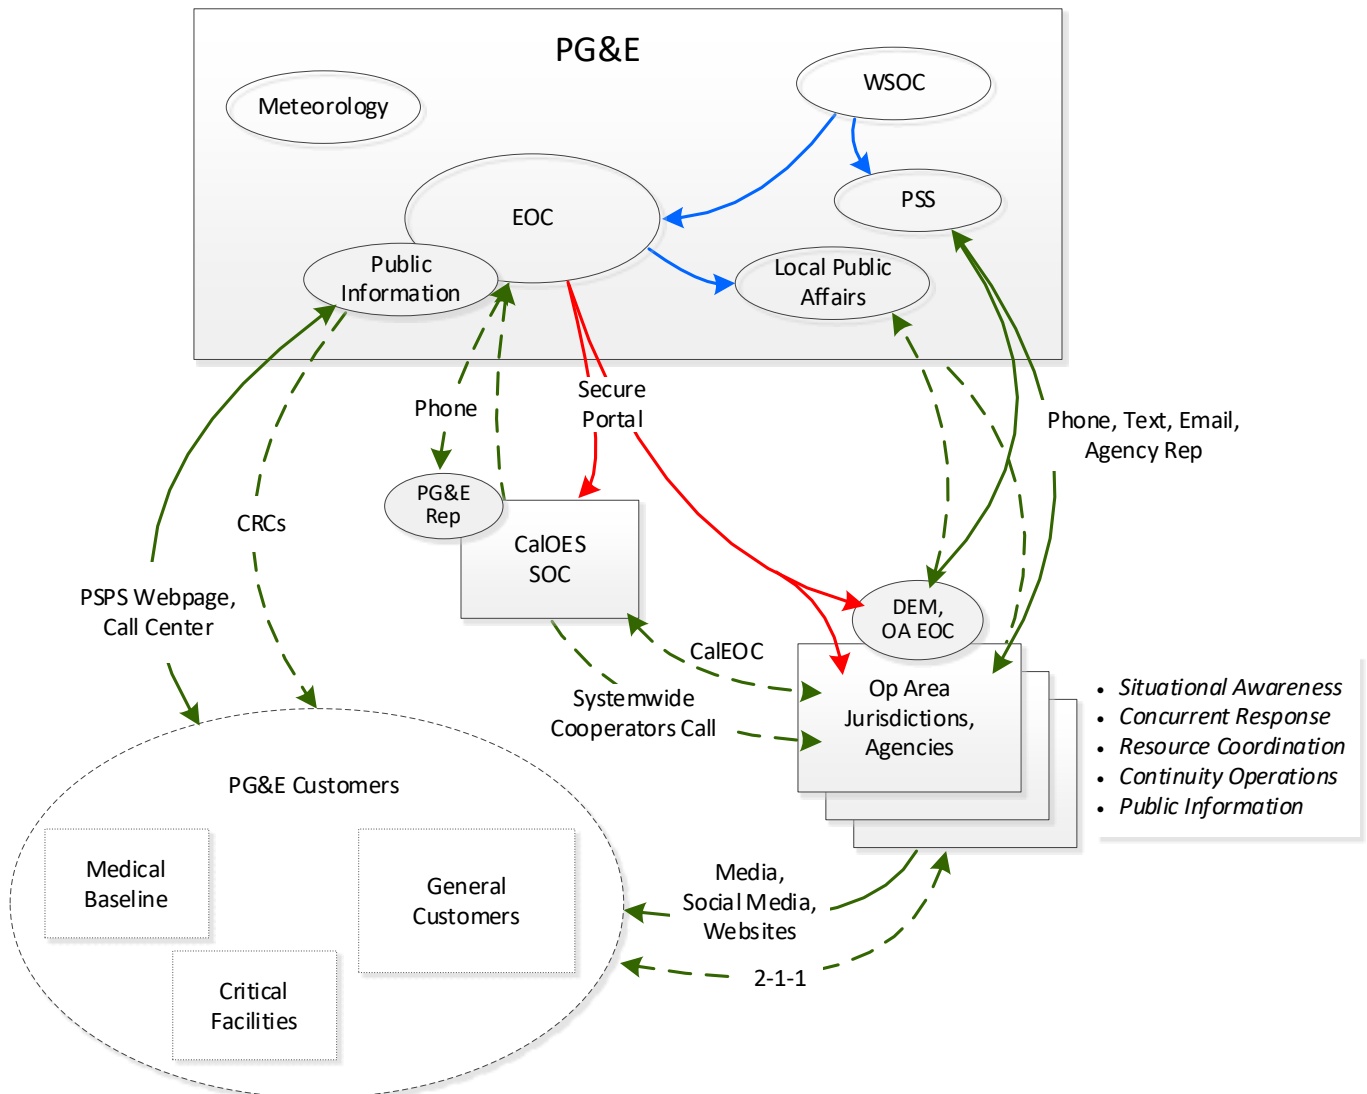 PG&E
Meteorology
WSOC
EOC
PSS
Public
Information
Local Public
Affairs
Secure
Portal
Phone
Phone, Text, Email,
Agency Rep
PG&E
Rep
CRCs
CalOES
SOC
PSPS Webpage,
Call Center
DEM,
OA EOC
CalEOC
Systemwide
Cooperators Call
Op Area
Jurisdictions,
Agencies
• Situational Awareness
• Concurrent Response
• Resource Coordination
• Continuity Operations
• Public Information
PG&E Customers
Medical
Baseline
General
Customers
Critical
Facilities
Media,
Social Media,
Websites
2-1-1